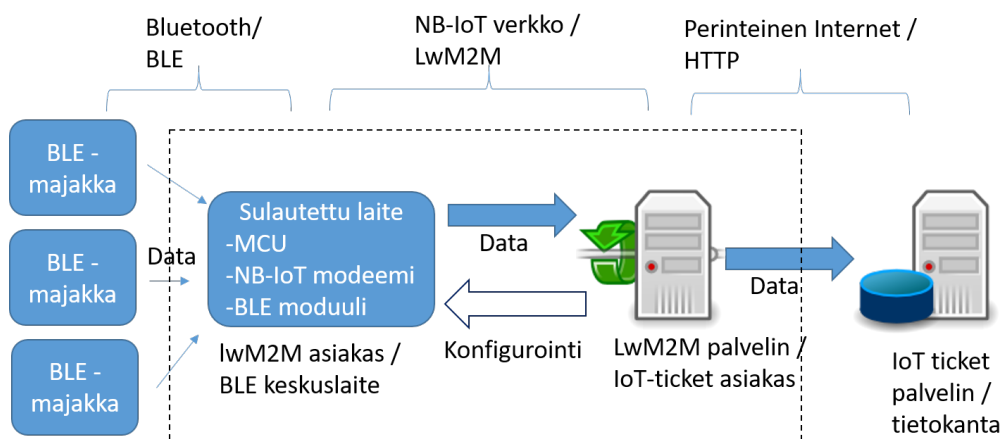 Bluetooth/
BLE
NB-IoT verkko /
LwM2M
Perinteinen Internet /
HTTP
BLE -
majakka
BLE -
majakka
BLE -
majakka
Data
Sulautettu laite
-MCU
-NB-IoT modeemi
-BLE moduuli
lwM2M asiakas /
BLE keskuslaite
Data
Konfigurointi
LwM2M palvelin /
IoT-ticket asiakas
Data
IoT ticket
palvelin /
tietokanta